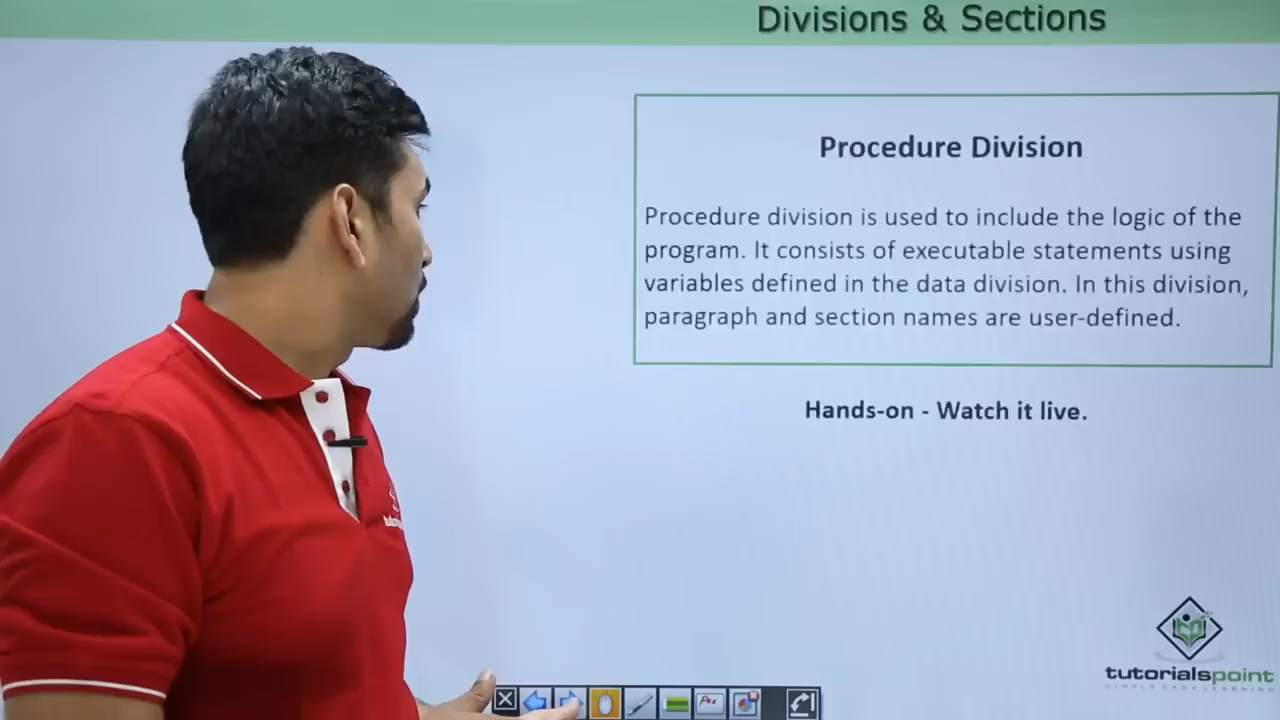 Divisions & Sections
Procedure Division
Procedure division is used to include the logic of the
program. It consists of executable statements using
variables defined in the data division. In this division,
paragraph and section names are user-defined.
Hands-on - Watch it live.
tutorialspoint
SIMPLY EASY LEARNING